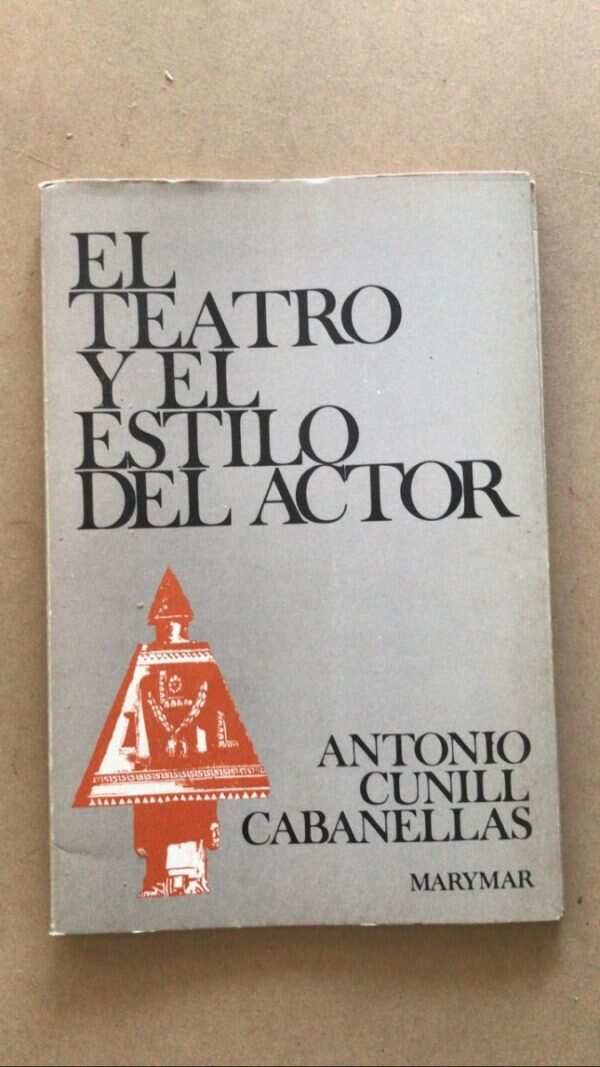 EL
TEATRO
Y EL
ESTILO
DEL ACTOR
ANTONIO
CUNILL
CABANELLAS
MARYMAR